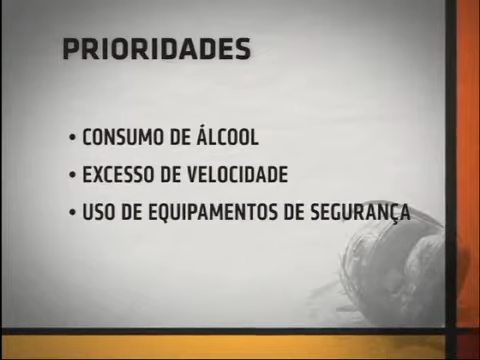 PRIORIDADES
• CONSUMO DE ÁLCOOL
• EXCESSO DE VELOCIDADE
• USO DE EQUIPAMENTOS DE SEGURANÇA